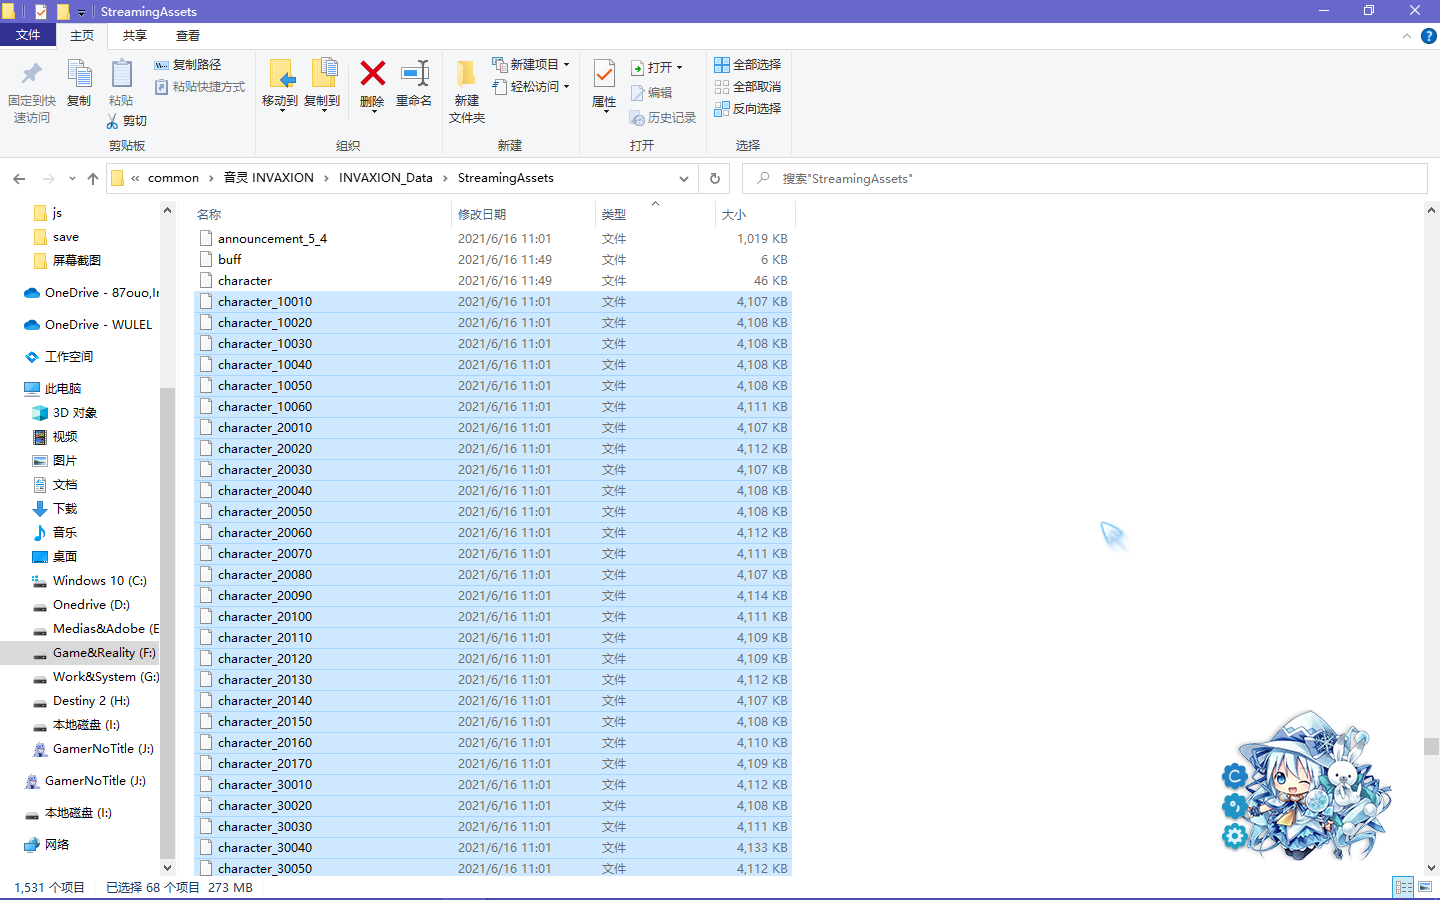 StreamingAssets
文件 主页 共享 查看
固定到快速访问 复制 粘贴 复制路径 粘贴快捷方式 剪切
移动到 复制到 删除 重命名
新建文件夹 新建项目 轻松访问
属性 打开 编辑 历史记录
全部选择 全部取消 反向选择
剪贴板 组织 新建 打开 选择
« common › 音灵 INVAXION › INVAXION_Data › StreamingAssets
搜索"StreamingAssets"
js
save
屏幕截图
OneDrive - 87ouo,Ir
OneDrive - WULEL
工作空间
此电脑
3D 对象
视频
图片
文档
下载
音乐
桌面
Windows 10 (C:)
Onedrive (D:)
Medias&Adobe (E
Game&Reality (F:)
Work&System (G:)
Destiny 2 (H:)
本地磁盘 (I:)
GamerNoTitle (J:)
GamerNoTitle (J:)
本地磁盘 (I:)
网络
名称 修改日期 类型 大小
announcement_5_4 2021/6/16 11:01 文件 1,019 KB
buff 2021/6/16 11:49 文件 6 KB
character 2021/6/16 11:49 文件 46 KB
character_10010 2021/6/16 11:01 文件 4,107 KB
character_10020 2021/6/16 11:01 文件 4,108 KB
character_10030 2021/6/16 11:01 文件 4,108 KB
character_10040 2021/6/16 11:01 文件 4,108 KB
character_10050 2021/6/16 11:01 文件 4,108 KB
character_10060 2021/6/16 11:01 文件 4,111 KB
character_20010 2021/6/16 11:01 文件 4,107 KB
character_20020 2021/6/16 11:01 文件 4,112 KB
character_20030 2021/6/16 11:01 文件 4,107 KB
character_20040 2021/6/16 11:01 文件 4,108 KB
character_20050 2021/6/16 11:01 文件 4,108 KB
character_20060 2021/6/16 11:01 文件 4,112 KB
character_20070 2021/6/16 11:01 文件 4,111 KB
character_20080 2021/6/16 11:01 文件 4,107 KB
character_20090 2021/6/16 11:01 文件 4,114 KB
character_20100 2021/6/16 11:01 文件 4,111 KB
character_20110 2021/6/16 11:01 文件 4,109 KB
character_20120 2021/6/16 11:01 文件 4,109 KB
character_20130 2021/6/16 11:01 文件 4,112 KB
character_20140 2021/6/16 11:01 文件 4,107 KB
character_20150 2021/6/16 11:01 文件 4,108 KB
character_20160 2021/6/16 11:01 文件 4,110 KB
character_20170 2021/6/16 11:01 文件 4,109 KB
character_30010 2021/6/16 11:01 文件 4,112 KB
character_30020 2021/6/16 11:01 文件 4,108 KB
character_30030 2021/6/16 11:01 文件 4,111 KB
character_30040 2021/6/16 11:01 文件 4,133 KB
character_30050 2021/6/16 11:01 文件 4,112 KB
1,531 个项目 已选择 68 个项目 273 MB